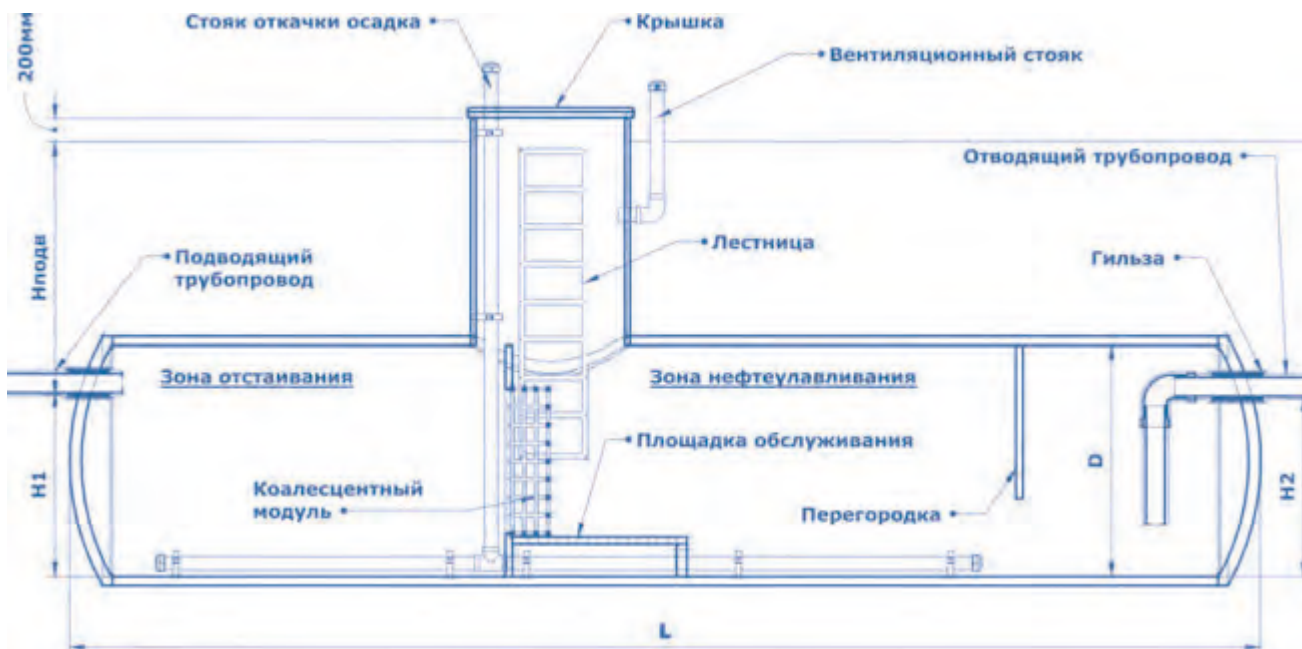 Стояк откачки осадка
Крышка
Вентиляционный стояк
200мм
Отводящий трубопровод
Нподв
Подводящий
трубопровод
Лестница
Гильза
Зона отстаивания
Зона нефтеулавливания
Площадка обслуживания
Коалесцентный
модуль
Перегородка
D
H1
H2
L